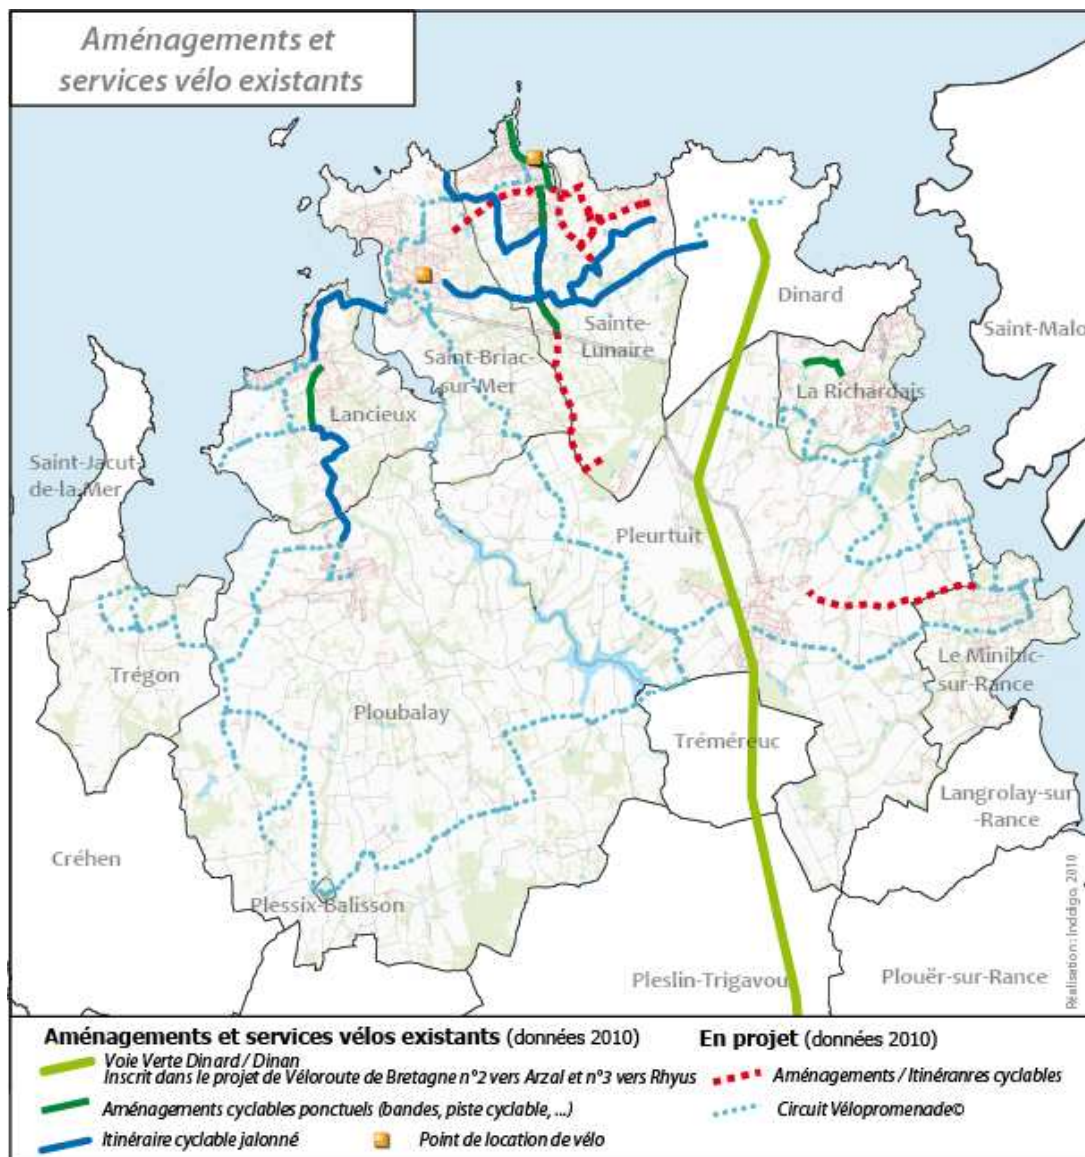 Aménagements et
services vélo existants
Dinard
Saint-Malo
Sainte-
Lunaire
Saint-Briac-
sur-Mer
La Richardais
Lancieux
Saint-Jacut-
de-la-Mer
Pleurtuit
Trégon
Le Minihic-
sur-Rance
Ploubalay
Tréméreuc
Langrolay-sur
-Rance
Créhen
Plessix-Balisson
Pleslin-Trigavou
Plouër-sur-Rance
Réalisation : Inddigo, 2010
Aménagements et services vélos existants (données 2010)
Voie Verte Dinard / Dinan
Inscrit dans le projet de Véloroute de Bretagne n°2 vers Arzal et n°3 vers Rhyus
Aménagements cyclables ponctuels (bandes, piste cyclable, ...)
Itinéraire cyclable jalonné
Point de location de vélo
En projet (données 2010)
Aménagements / Itinéranres cyclables
Circuit Vélopromenade©